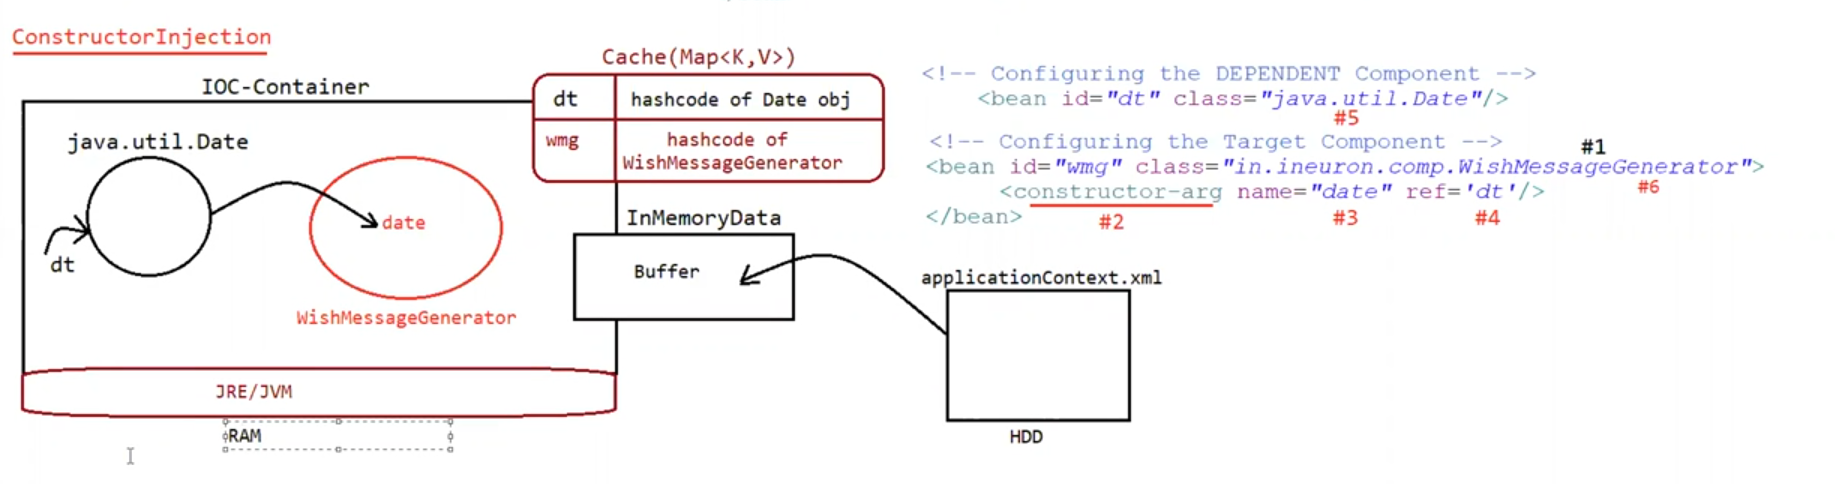 ConstructorInjection
IOC-Container
java.util.Date
dt
date
WishMessageGenerator
JRE/JVM
RAM
Cache(Map<K,V>)
dt hashcode of Date obj
wmg hashcode of
WishMessageGenerator
InMemoryData
Buffer
applicationContext.xml
HDD
<!-- Configuring the DEPENDENT Component -->
<bean id="dt" class="java.util.Date"/>
#5
<!-- Configuring the Target Component -->
#1
<bean id="wmg" class="in.ineuron.comp.WishMessageGenerator">
<constructor-arg name="date" ref='dt'/>
#6
</bean>
#2 #3 #4